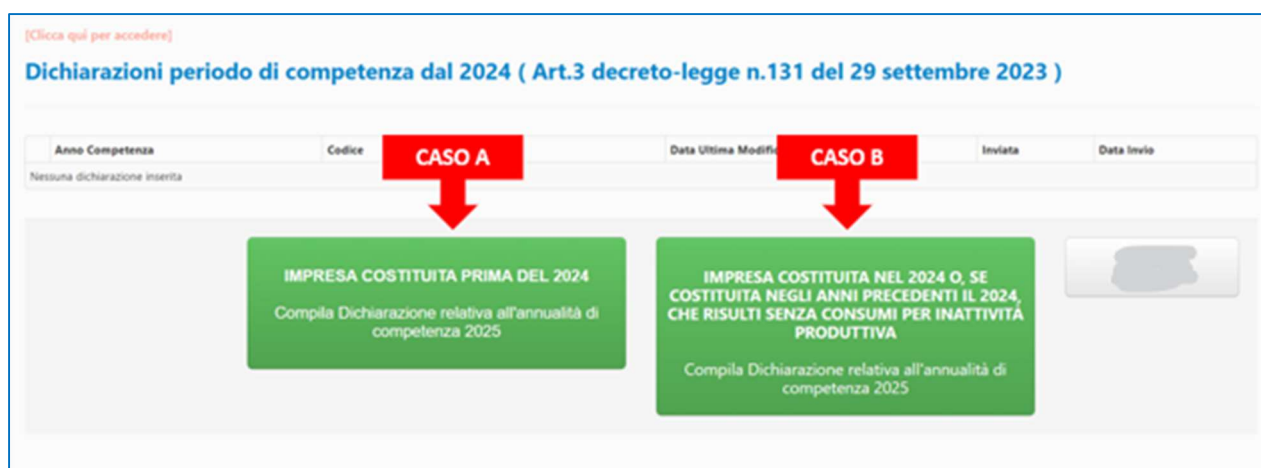 [Clicca qui per accedere]
Dichiarazioni periodo di competenza dal 2024 ( Art.3 decreto-legge n.131 del 29 settembre 2023 )
Anno Competenza Codice CASO A Data Ultima CASO B Inviata Data Invio
Nessuna dichiarazione inserita
IMPRESA COSTITUITA PRIMA DEL 2024
Compila Dichiarazione relativa all'annualità di
competenza 2025
IMPRESA COSTITUITA NEL 2024 O, SE
COSTITUITA NEGLI ANNI PRECEDENTI IL 2024,
CHE RISULTI SENZA CONSUMI PER INATTIVITÀ
PRODUTTIVA
Compila Dichiarazione relativa all'annualità di
competenza 2025